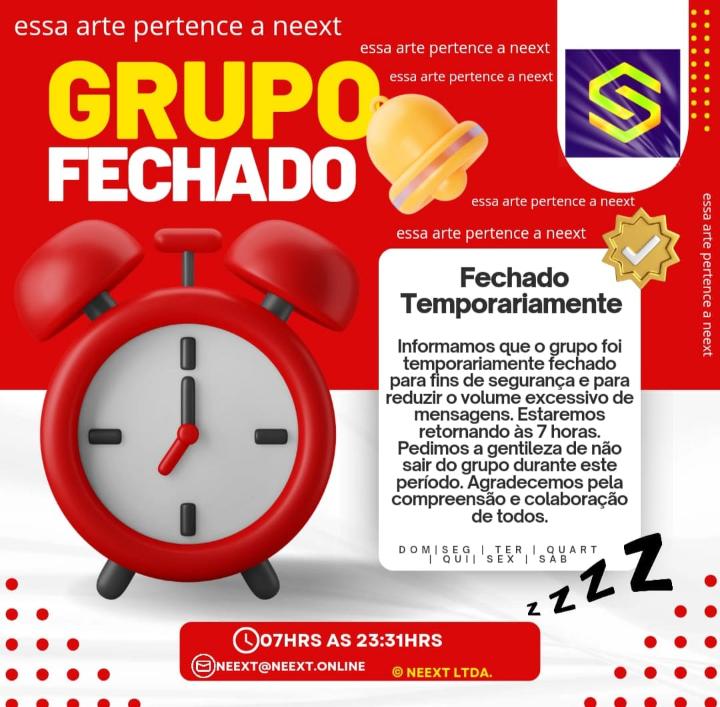 essa arte pertence a neext
essa arte pertence a neext
essa arte pertence a neext
GRUPO
FECHADO
essa arte pertence a neext
essa arte pertence a neext
essa arte pertence a neext
Fechado
Temporariamente
Informamos que o grupo foi
temporariamente fechado
para fins de segurança e para
reduzir o volume excessivo de
mensagens. Estaremos
retornando às 7 horas.
Pedimos a gentileza de não
sair do grupo durante este
período. Agradecemos pela
compreensão e colaboração
de todos.
DOM|SEG | TER | QUART
| QUI| SEX | SAB
z z z z
07HRS AS 23:31HRS
NEEXT@NEEXT.ONLINE
© NEEXT LTDA.